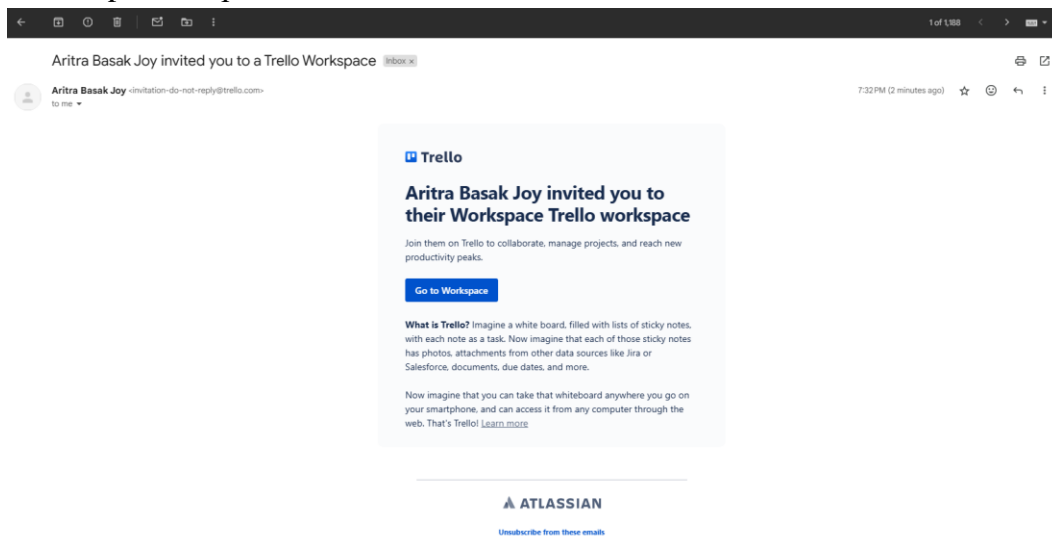 1 of 1,188
Aritra Basak Joy invited you to a Trello Workspace Inbox ×
Aritra Basak Joy <invitation-do-not-reply@trello.com>
7:32 PM (2 minutes ago)
to me
Trello
Aritra Basak Joy invited you to
their Workspace Trello workspace
Join them on Trello to collaborate, manage projects, and reach new
productivity peaks.
Go to Workspace
What is Trello? Imagine a white board, filled with lists of sticky notes,
with each note as a task. Now imagine that each of those sticky notes
has photos, attachments from other data sources like Jira or
Salesforce, documents, due dates, and more.
Now imagine that you can take that whiteboard anywhere you go on
your smartphone, and can access it from any computer through the
web. That's Trello! Learn more
ATLASSIAN
Unsubscribe from these emails